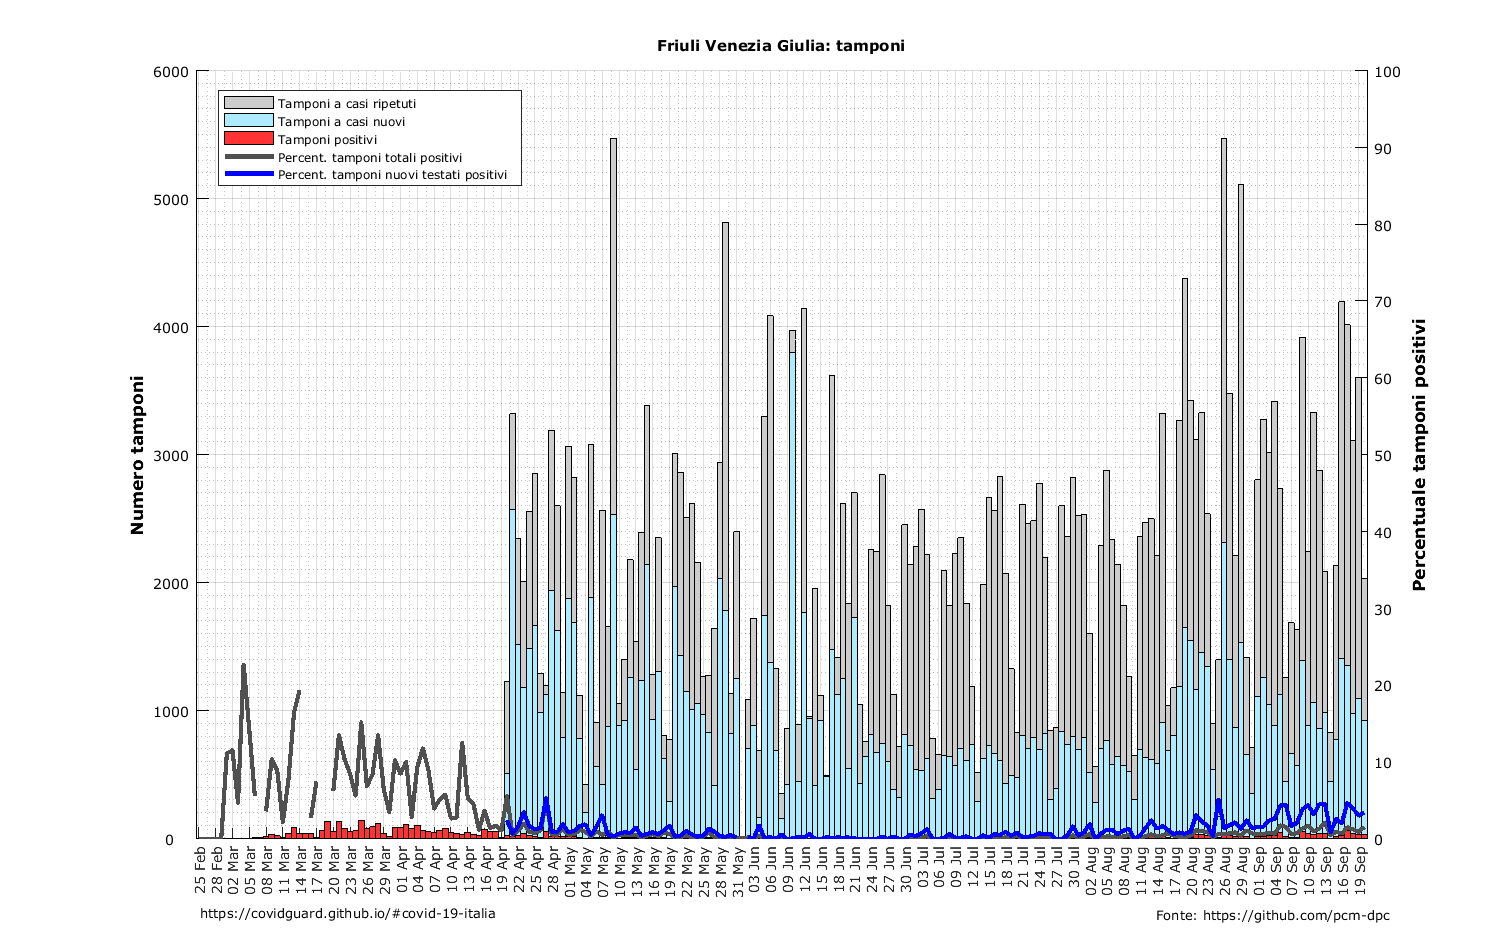 Friuli Venezia Giulia: tamponi
Tamponi a casi ripetuti
Tamponi a casi nuovi
Tamponi positivi
Percent. tamponi totali positivi
Percent. tamponi nuovi testati positivi
Numero tamponi
6000
5000
4000
3000
2000
1000
0
100
90
80
70
60
50
40
30
20
10
0
Percentuale tamponi positivi
25 Feb
28 Feb
02 Mar
05 Mar
08 Mar
11 Mar
14 Mar
17 Mar
20 Mar
23 Mar
26 Mar
29 Mar
01 Apr
04 Apr
07 Apr
10 Apr
13 Apr
16 Apr
19 Apr
22 Apr
25 Apr
28 Apr
01 May
04 May
07 May
10 May
13 May
16 May
19 May
22 May
25 May
28 May
31 May
03 Jun
06 Jun
09 Jun
12 Jun
15 Jun
18 Jun
21 Jun
24 Jun
27 Jun
30 Jun
03 Jul
06 Jul
09 Jul
12 Jul
15 Jul
18 Jul
21 Jul
24 Jul
27 Jul
30 Jul
02 Aug
05 Aug
08 Aug
11 Aug
14 Aug
17 Aug
20 Aug
23 Aug
26 Aug
29 Aug
01 Sep
04 Sep
07 Sep
10 Sep
13 Sep
16 Sep
19 Sep
https://covidguard.github.io/#covid-19-italia
Fonte: https://github.com/pcm-dpc